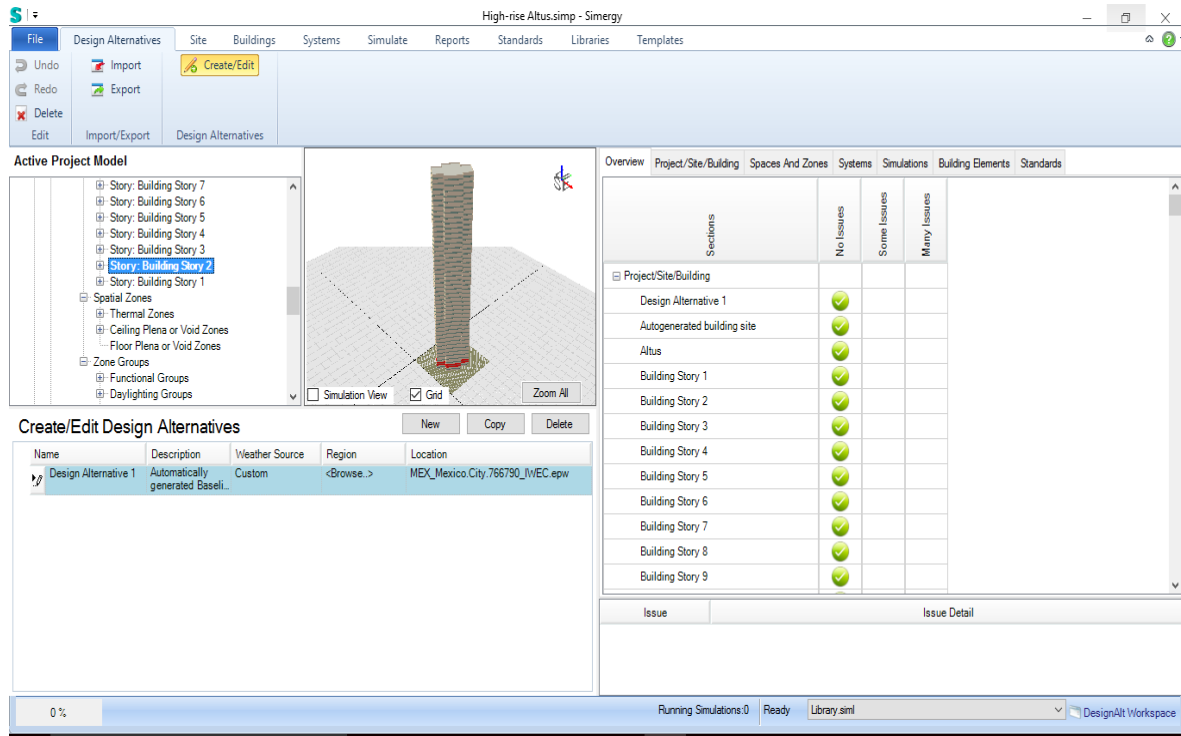 S High-rise Altus.simp - Simergy
File Design Alternatives Site Buildings Systems Simulate Reports Standards Libraries Templates
Undo Import Create/Edit
Redo Export
Delete
Edit Import/Export Design Alternatives
Active Project Model
Story: Building Story 7
Story: Building Story 6
Story: Building Story 5
Story: Building Story 4
Story: Building Story 3
Story: Building Story 2
Story: Building Story 1
Spatial Zones
Thermal Zones
Ceiling Plena or Void Zones
Floor Plena or Void Zones
Zone Groups
Functional Groups
Daylighting Groups
Simulation View Grid Zoom All
Create/Edit Design Alternatives New Copy Delete
Name Description Weather Source Region Location
Design Alternative 1 Automatically Custom <Browse..> MEX_Mexico.City.766790_IWEC.epw
generated Baseli...
Overview Project/Site/Building Spaces And Zones Systems Simulations Building Elements Standards
Sections No Issues Some Issues Many Issues
Project/Site/Building
Design Alternative 1
Autogenerated building site
Altus
Building Story 1
Building Story 2
Building Story 3
Building Story 4
Building Story 5
Building Story 6
Building Story 7
Building Story 8
Building Story 9
Issue Issue Detail
0 % Running Simulations:0 Ready Library.siml DesignAlt Workspace